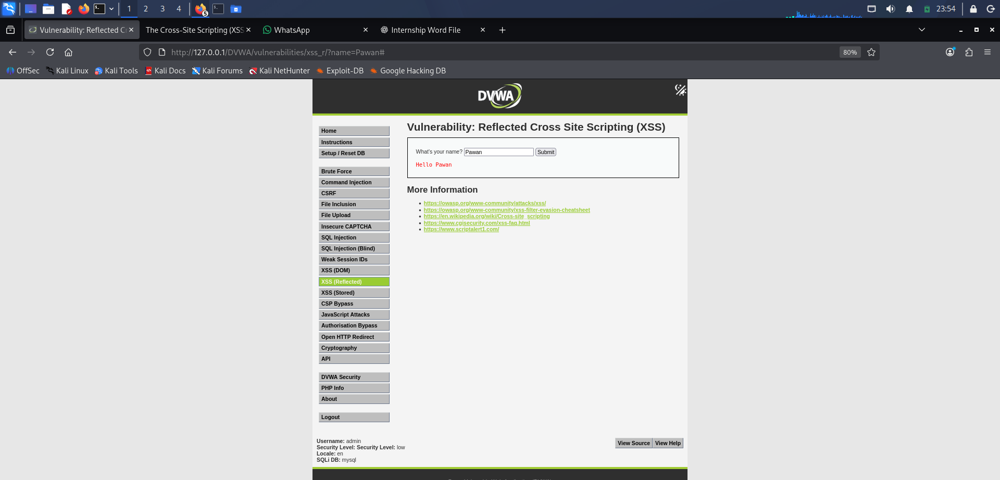 1 2 3 4 5 23:54
Vulnerability: Reflected C
The Cross-Site Scripting (XSS
WhatsApp
Internship Word File
http://127.0.0.1/DVWA/vulnerabilities/xss_r/?name=Pawan# 80%
OffSec Kali Linux Kali Tools Kali Docs Kali Forums Kali NetHunter Exploit-DB Google Hacking DB
DVWA
Home
Instructions
Setup / Reset DB
Brute Force
Command Injection
CSRF
File Inclusion
File Upload
Insecure CAPTCHA
SQL Injection
SQL Injection (Blind)
Weak Session IDs
XSS (DOM)
XSS (Reflected)
XSS (Stored)
CSP Bypass
JavaScript Attacks
Authorisation Bypass
Open HTTP Redirect
Cryptography
API
DVWA Security
PHP Info
About
Logout
Vulnerability: Reflected Cross Site Scripting (XSS)
What's your name? Pawan Submit
Hello Pawan
More Information
• https://owasp.org/www-community/attacks/xss/
• https://owasp.org/www-community/xss-filter-evasion-cheatsheet
• https://en.wikipedia.org/wiki/Cross-site_scripting
• https://www.cgisecurity.com/xss-faq.html
• https://www.scriptalert1.com/
Username: admin
Security Level: Security Level: low
Locale: en
SQLi DB: mysql
View Source View Help